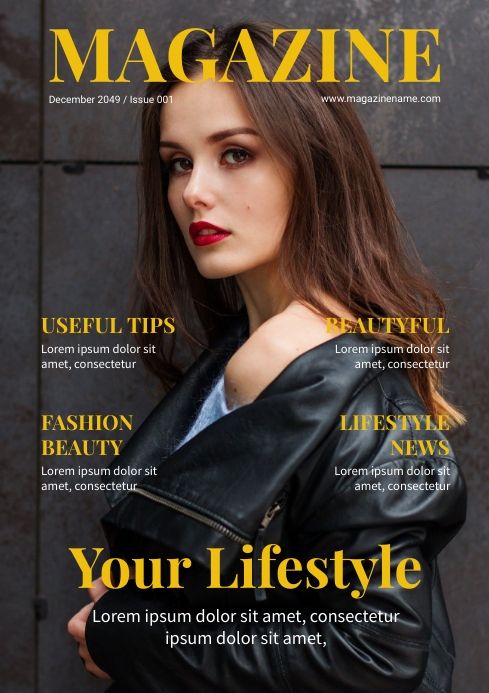 MAGAZINE
December 2049 / Issue 001
www.magazinename.com
USEFUL TIPS
Lorem ipsum dolor sit
amet, consectetur
BEAUTYFUL
Lorem ipsum dolor sit
amet, consectetur
FASHION
BEAUTY
Lorem ipsum dolor sit
amet, consectetur
LIFESTYLE
NEWS
Lorem ipsum dolor sit
amet, consectetur
Your Lifestyle
Lorem ipsum dolor sit amet, consectetur
ipsum dolor sit amet,